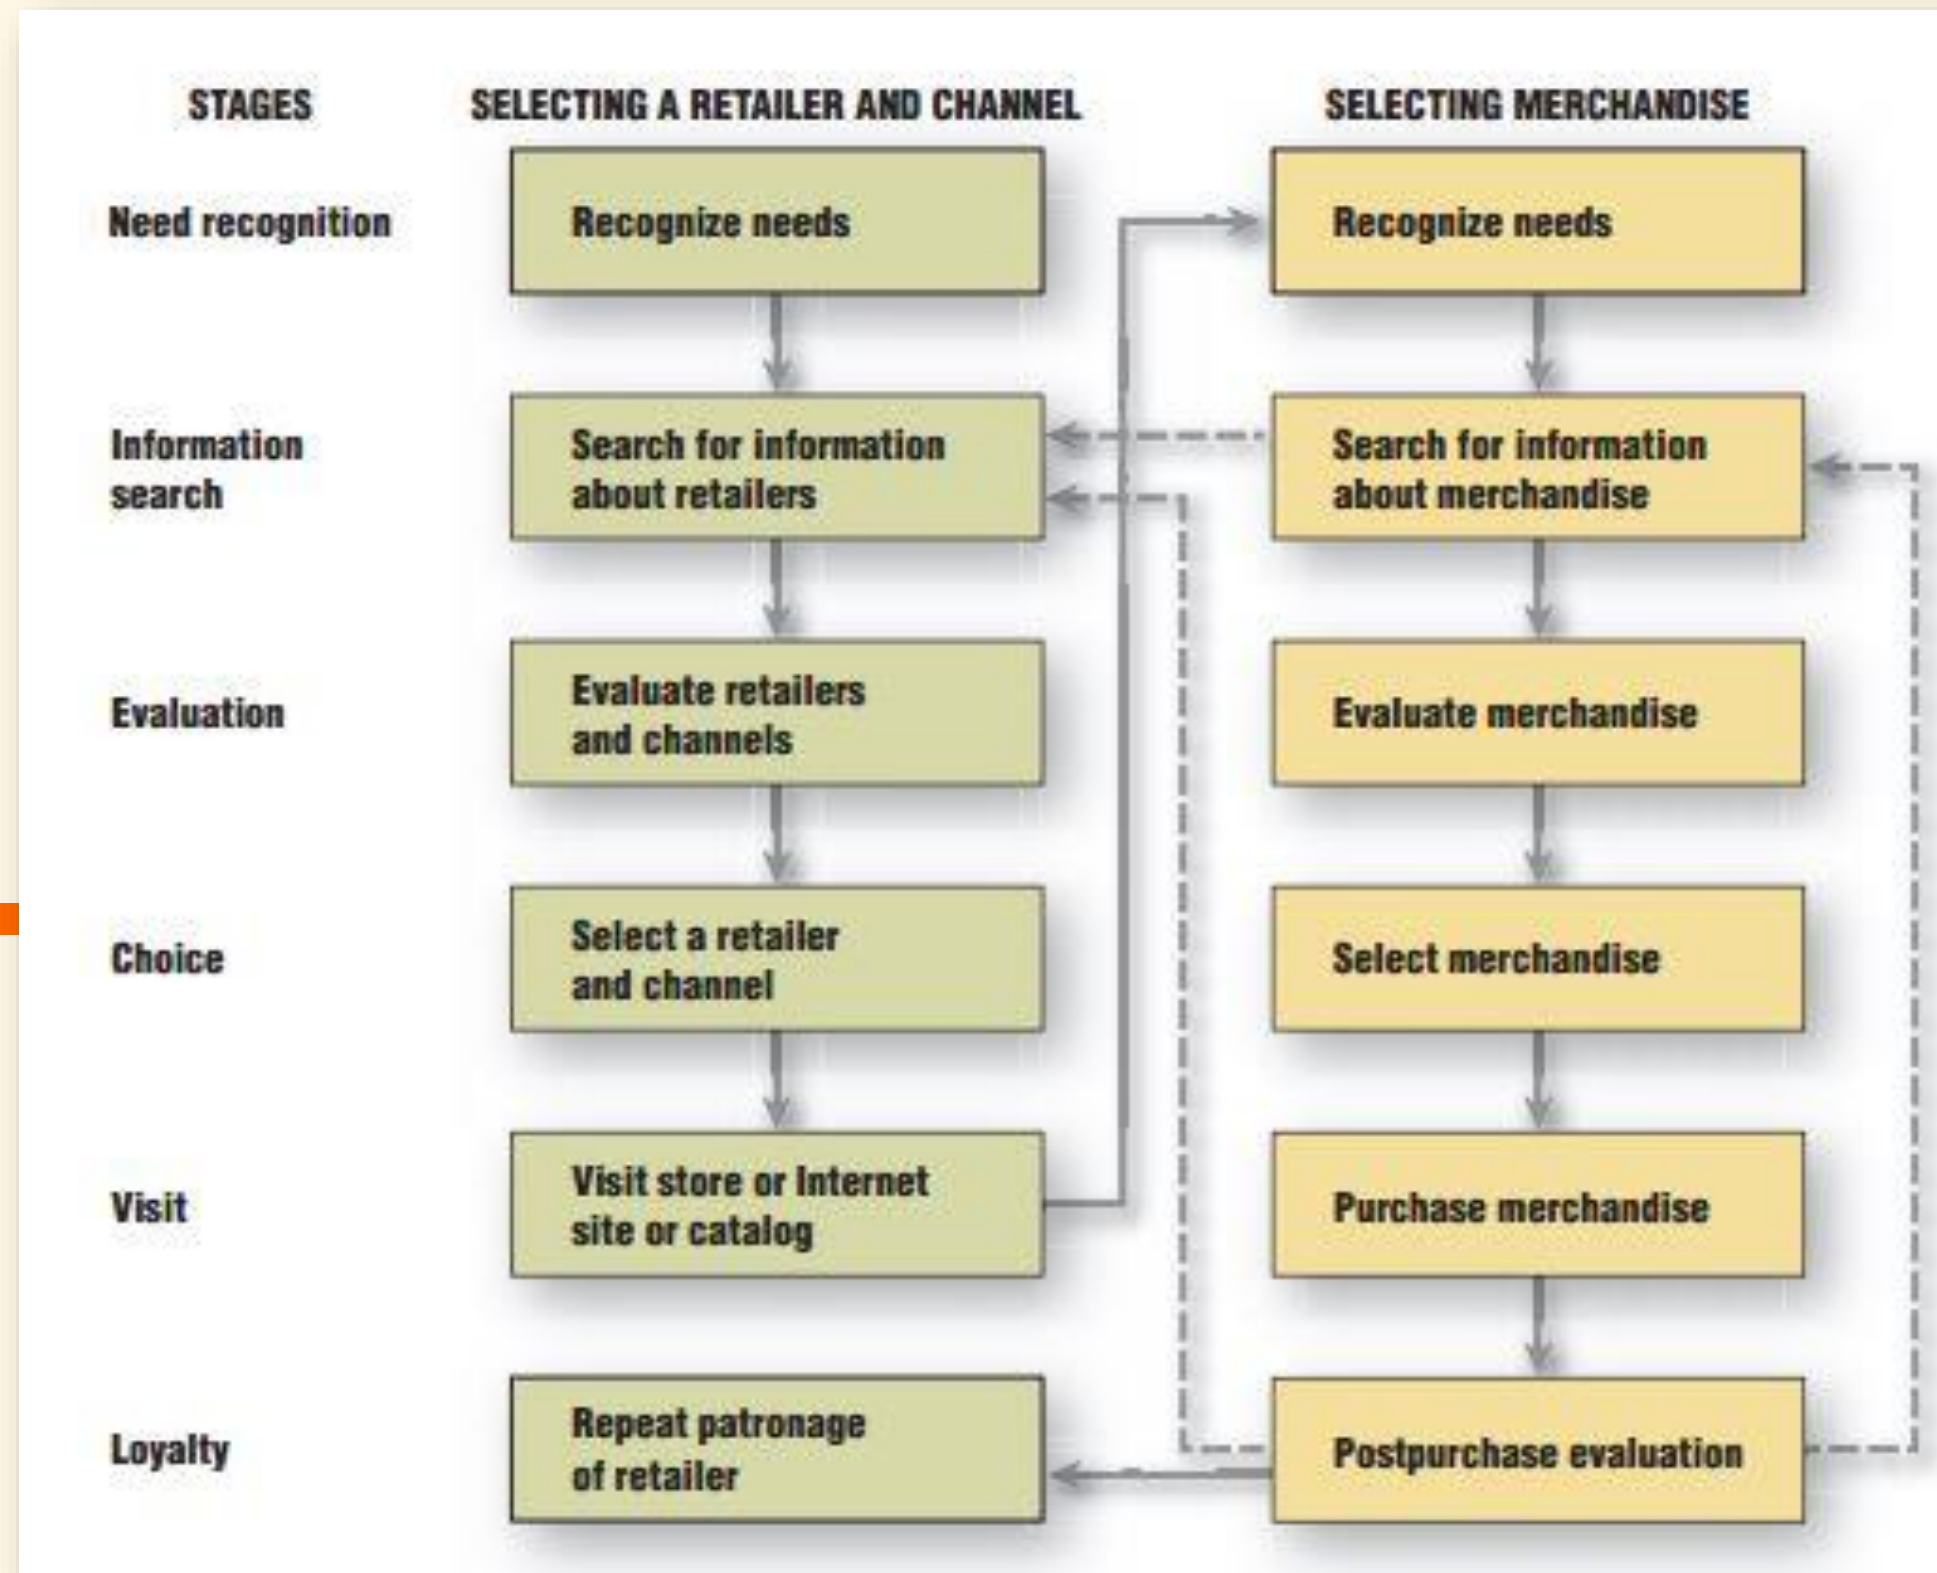 STAGES
SELECTING A RETAILER AND CHANNEL
SELECTING MERCHANDISE
Need recognition
Recognize needs
Recognize needs
Information
search
Search for information
about retailers
Search for information
about merchandise
Evaluation
Evaluate retailers
and channels
Evaluate merchandise
Choice
Select a retailer
and channel
Select merchandise
Visit
Visit store or Internet
site or catalog
Purchase merchandise
Loyalty
Repeat patronage
of retailer
Postpurchase evaluation